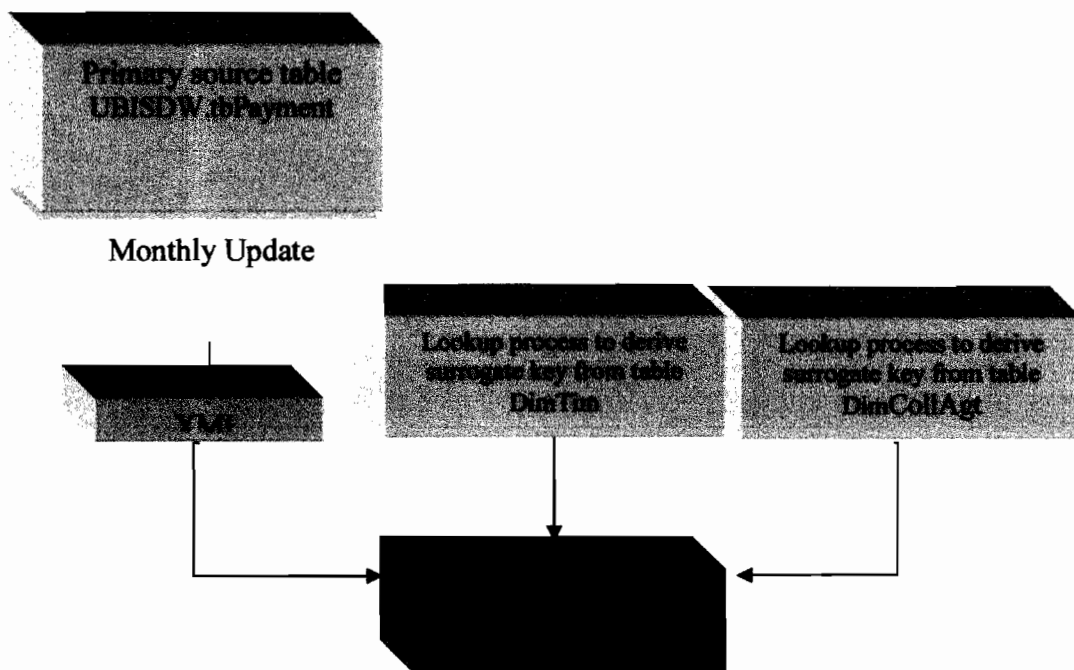 Primary source table
UBISDW.tbPayment
Monthly Update
Lookup process to derive
surrogate key from table
DimTim
Lookup process to derive
surrogate key from table
DimCollAgt